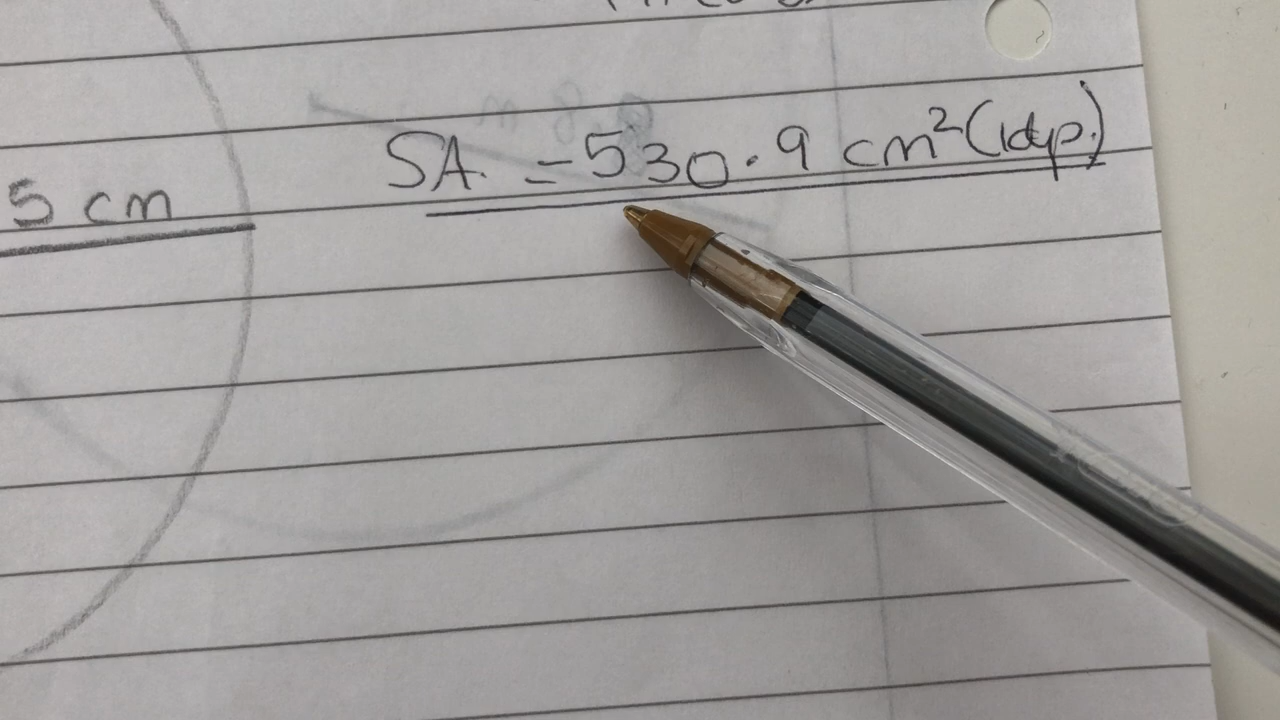 SA. = 530.9 cm² (1dp.)
5 cm